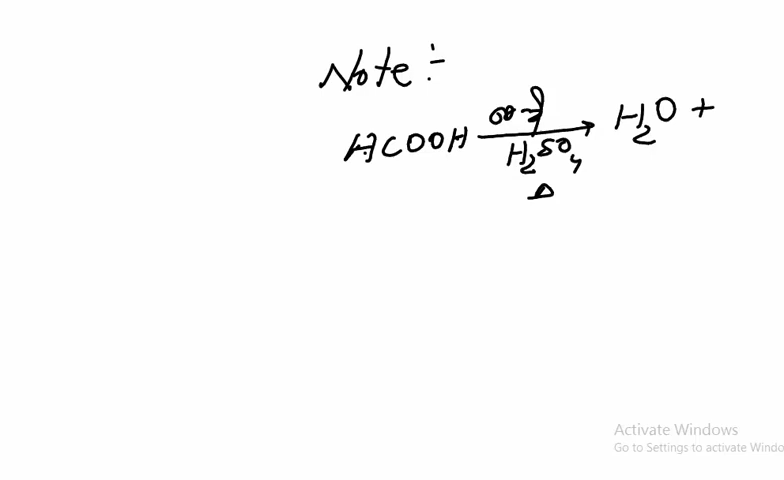 Note :-
HCOOH → H₂O +
H₂SO₄
Δ
Activate Windows
Go to Settings to activate Windo